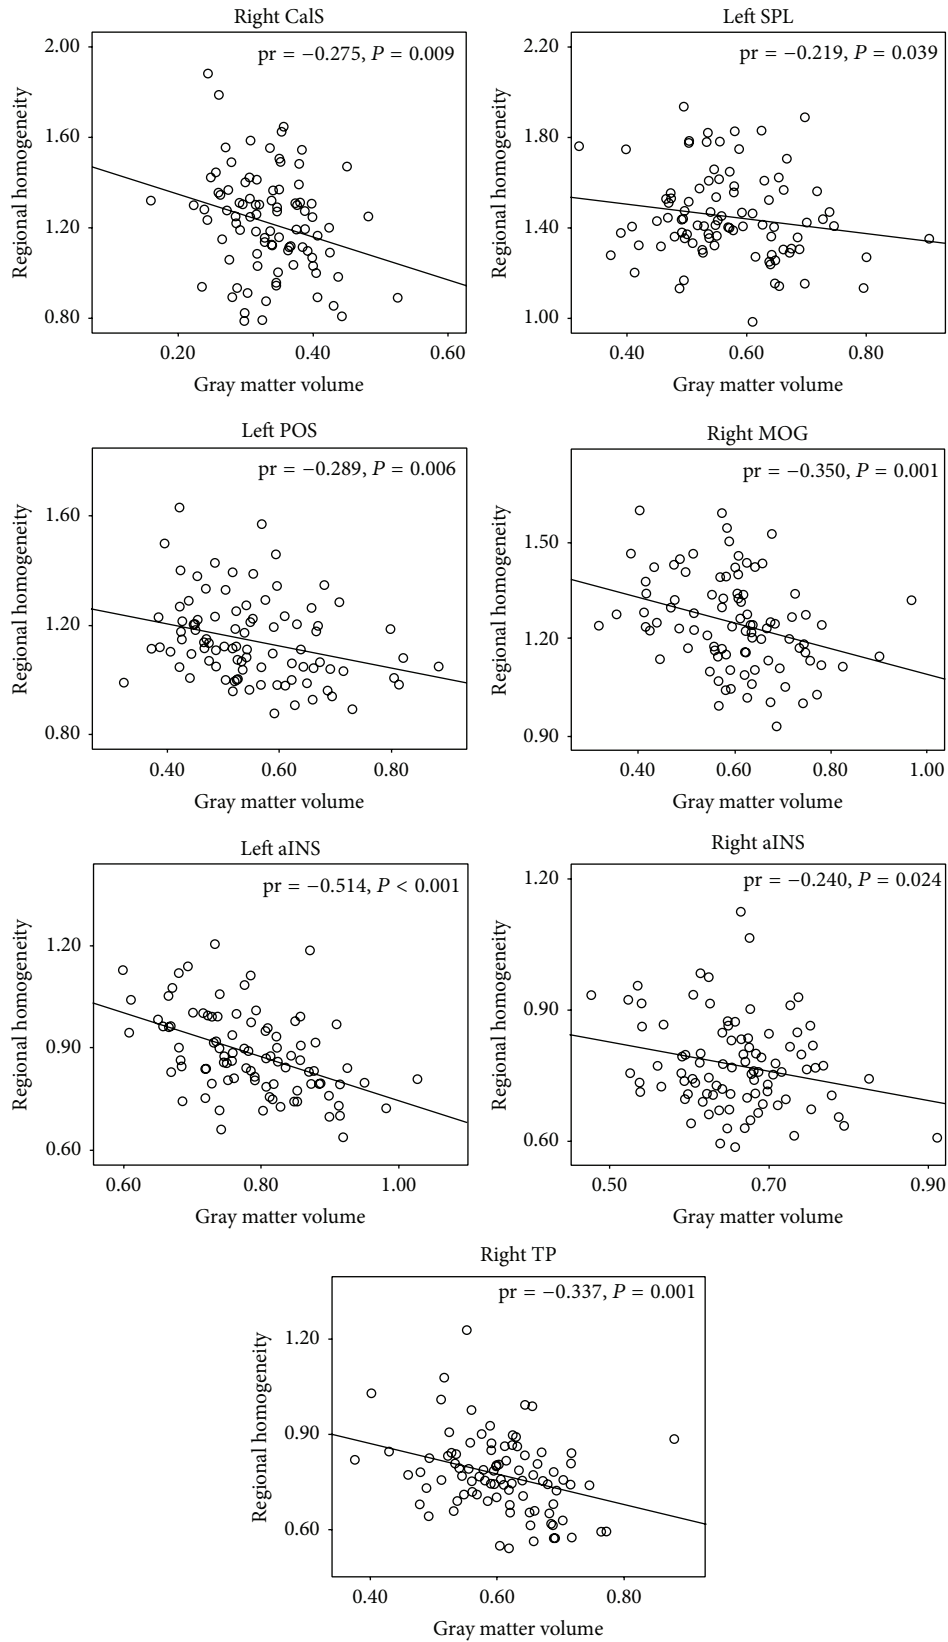 Right CalS
pr = −0.275, P = 0.009
2.00
1.60
1.20
0.80
Regional homogeneity
0.20 0.40 0.60
Gray matter volume
Left SPL
pr = −0.219, P = 0.039
2.20
1.80
1.40
1.00
Regional homogeneity
0.40 0.60 0.80
Gray matter volume
Left POS
pr = −0.289, P = 0.006
1.60
1.20
0.80
Regional homogeneity
0.40 0.60 0.80
Gray matter volume
Right MOG
pr = −0.350, P = 0.001
1.50
1.20
0.90
Regional homogeneity
0.40 0.60 0.80 1.00
Gray matter volume
Left aINS
pr = −0.514, P < 0.001
1.20
0.90
0.60
Regional homogeneity
0.60 0.80 1.00
Gray matter volume
Right aINS
pr = −0.240, P = 0.024
1.20
0.90
0.60
Regional homogeneity
0.50 0.70 0.90
Gray matter volume
Right TP
pr = −0.337, P = 0.001
1.20
0.90
0.60
Regional homogeneity
0.40 0.60 0.80
Gray matter volume